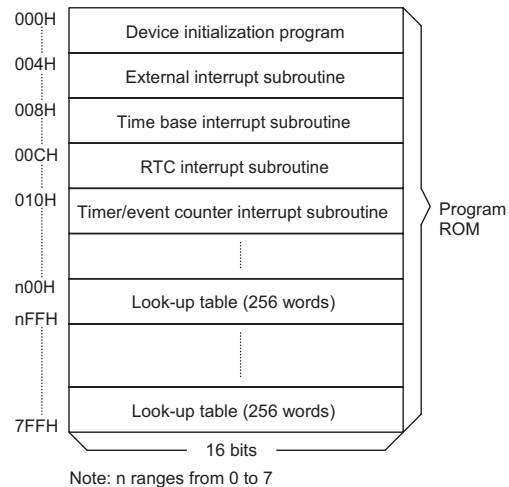 000H
Device initialization program
004H
External interrupt subroutine
008H
Time base interrupt subroutine
00CH
RTC interrupt subroutine
010H
Timer/event counter interrupt subroutine
Program
ROM
n00H
Look-up table (256 words)
nFFH
Look-up table (256 words)
7FFH
16 bits
Note: n ranges from 0 to 7